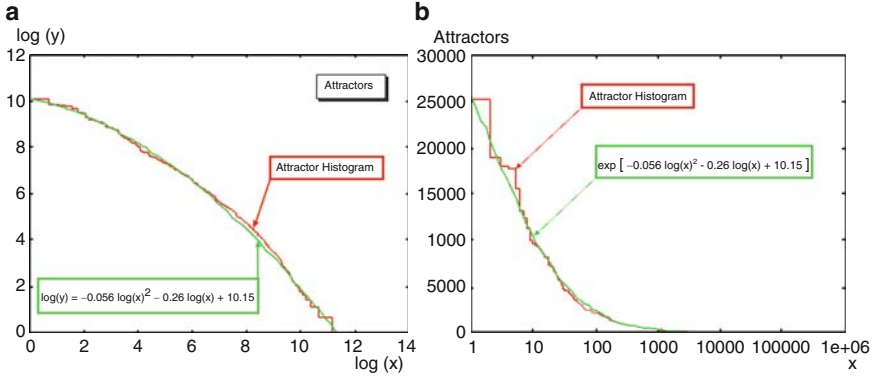 a
log (y)
12
10
8
6
4
2
0
0 2 4 6 8 10 12 14
log (x)
Attractors
Attractor Histogram
log(y) = −0.056 log(x)2 − 0.26 log(x) + 10.15
b
Attractors
30000
25000
20000
15000
1000
5000
0
1 10 100 1000 10000 100000 1e+06
x
Attractor Histogram
exp [ −0.056 log(x)2 - 0.26 log(x) + 10.15 ]